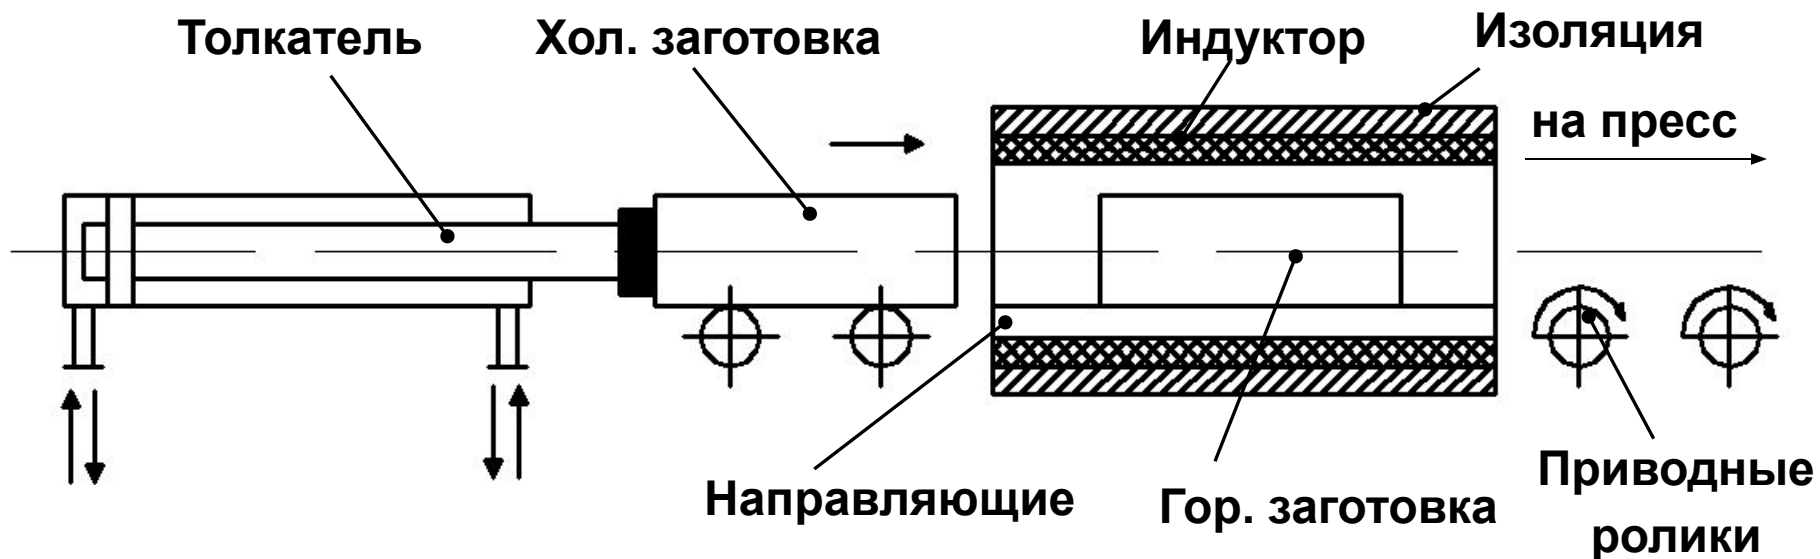 Толкатель
Хол. заготовка
Индуктор
Изоляция
на пресс
Направляющие
Гор. заготовка
Приводные
ролики